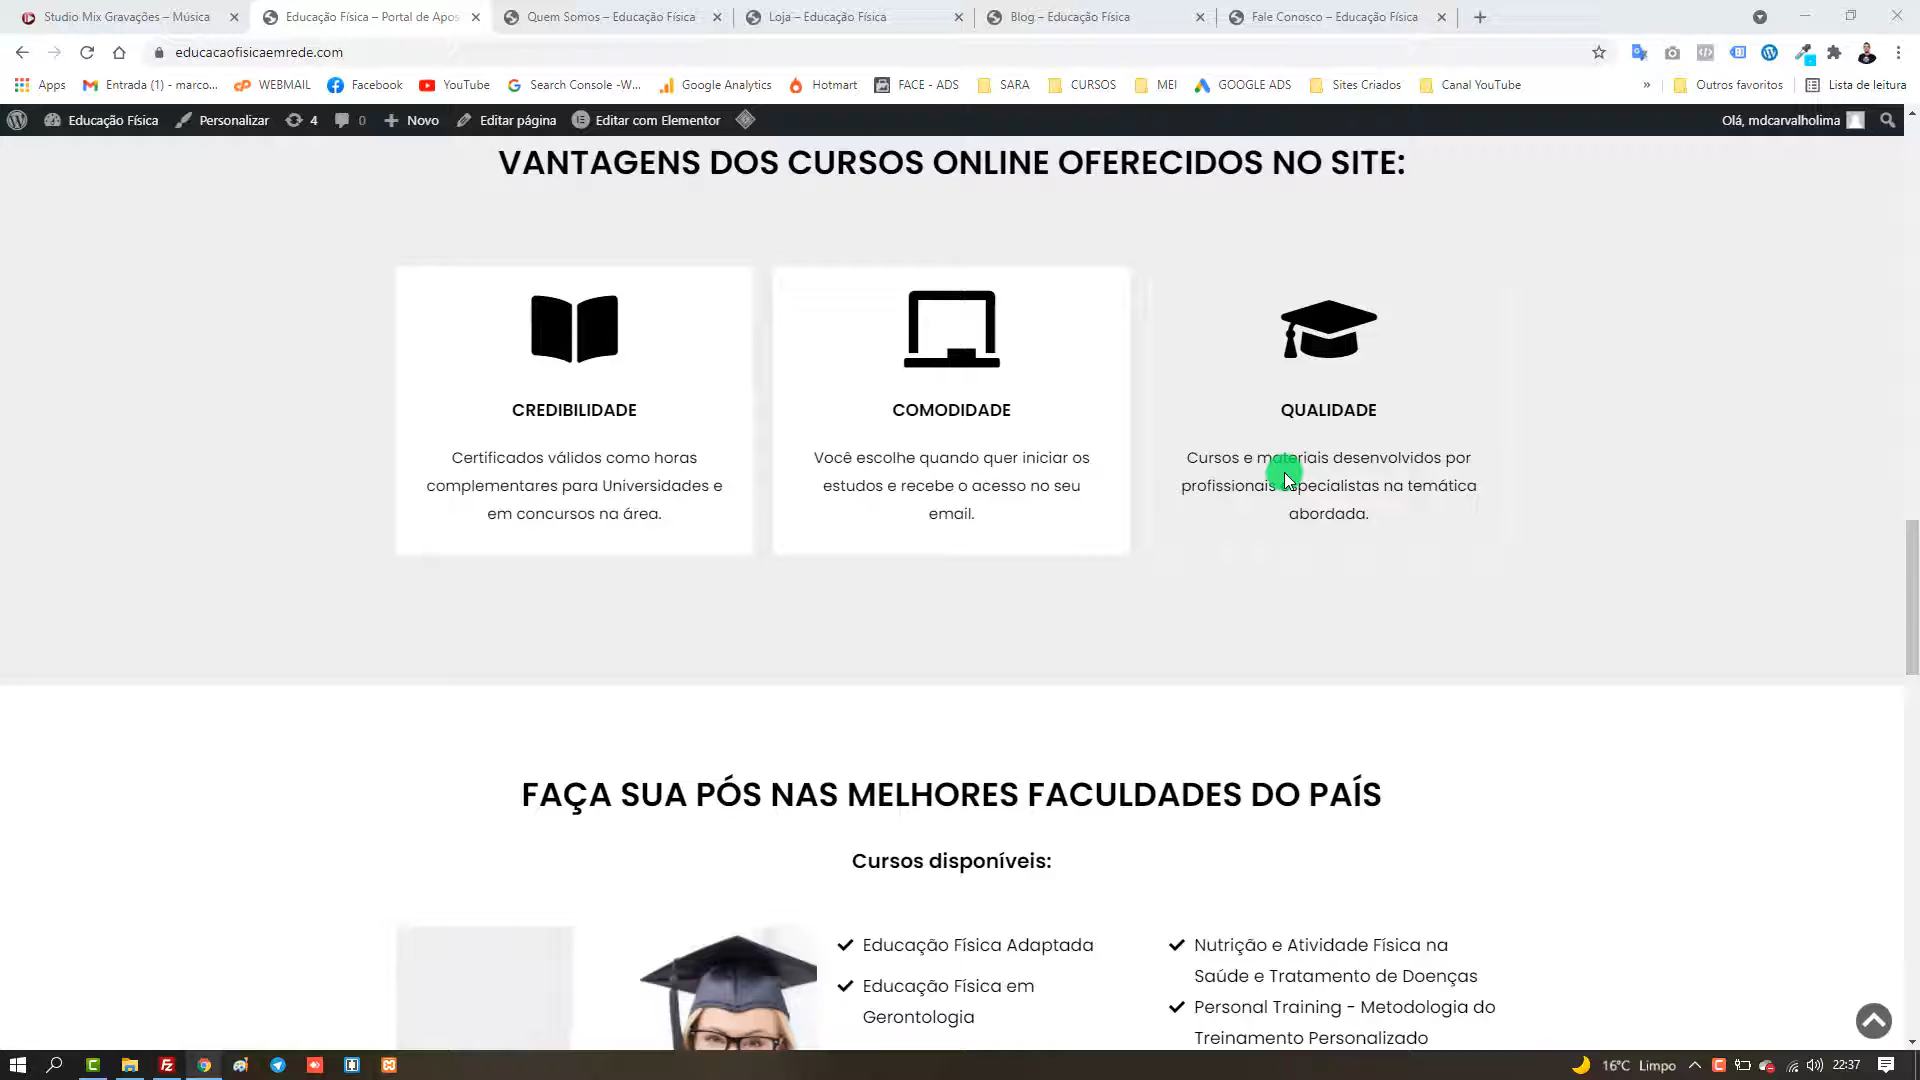 Studio Mix Gravações – Música
Educação Física – Portal de Apos
Quem Somos – Educação Física
Loja – Educação Física
Blog – Educação Física
Fale Conosco – Educação Física
educacaofisicaemrede.com
Apps
Entrada (1) - marco...
WEBMAIL
Facebook
YouTube
Search Console -W...
Google Analytics
Hotmart
FACE - ADS
SARA
CURSOS
MEI
GOOGLE ADS
Sites Criados
Canal YouTube
»
Outros favoritos
Lista de leitura
Educação Física
Personalizar
4
0
Novo
Editar página
Editar com Elementor
Olá, mdcarvalholima
VANTAGENS DOS CURSOS ONLINE OFERECIDOS NO SITE:
CREDIBILIDADE
Certificados válidos como horas
complementares para Universidades e
em concursos na área.
COMODIDADE
Você escolhe quando quer iniciar os
estudos e recebe o acesso no seu
email.
QUALIDADE
Cursos e materiais desenvolvidos por
profissionais especialistas na temática
abordada.
FAÇA SUA PÓS NAS MELHORES FACULDADES DO PAÍS
Cursos disponíveis:
Educação Física Adaptada
Educação Física em
Gerontologia
Nutrição e Atividade Física na
Saúde e Tratamento de Doenças
Personal Training - Metodologia do
Treinamento Personalizado
16°C Limpo
22:37